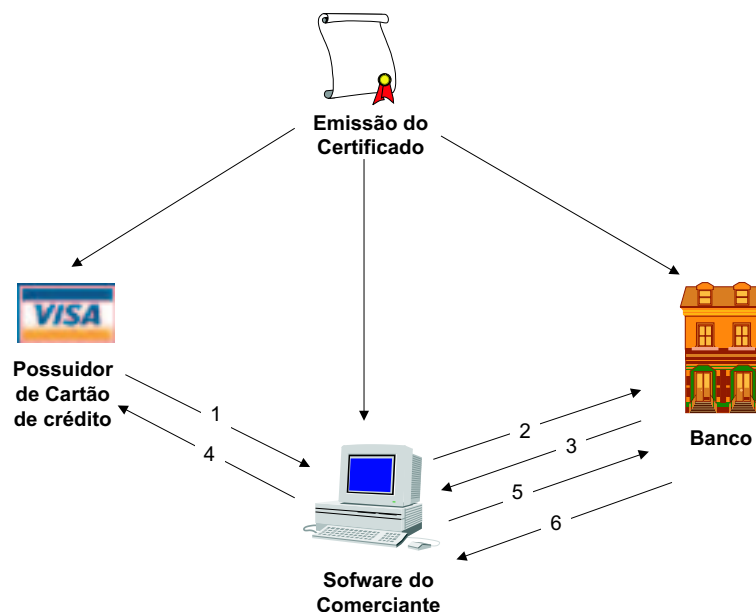 Emissão do
Certificado
VISA
Possuidor
de Cartão
de crédito
1
4
2
3
5
6
Banco
Sofware do
Comerciante